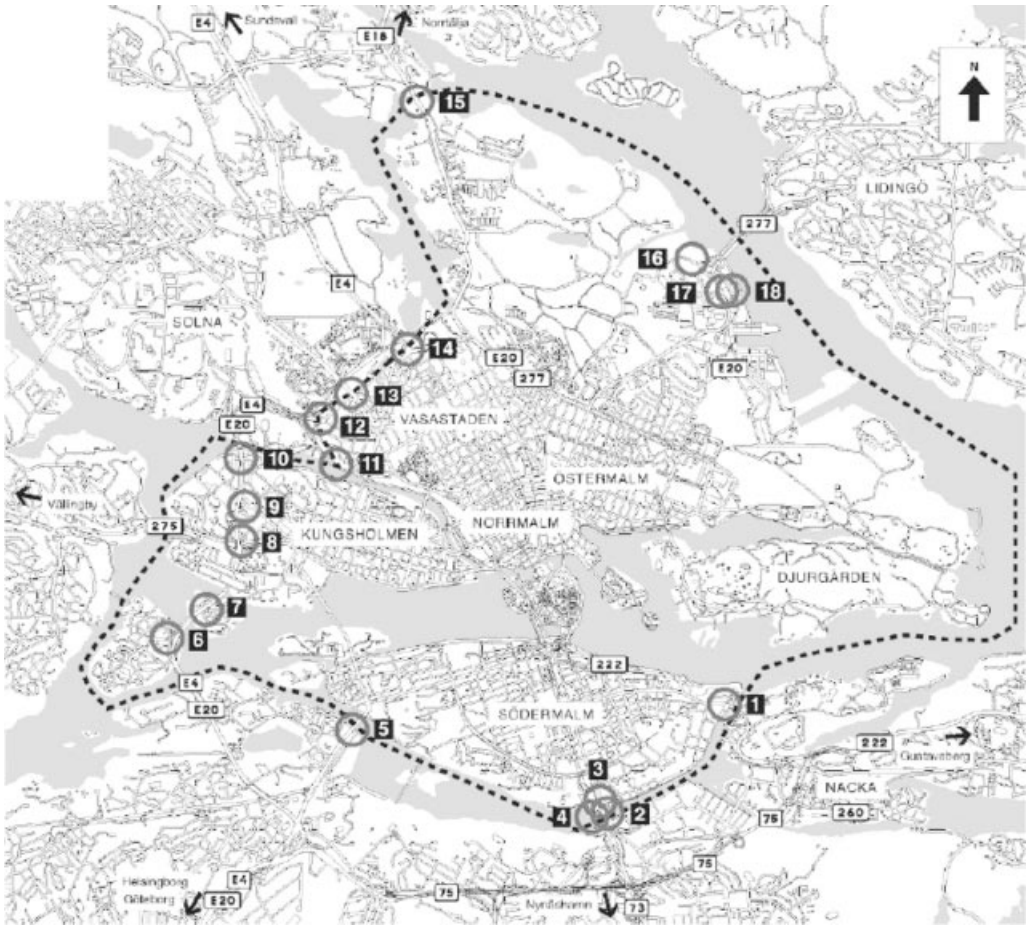 E4
Sundsvall
E18
Norrtälje
15
N
LIDINGÖ
277
16
17
18
E4
SOLNA
14
E20
277
E20
13
E4
E20
12
VASASTADEN
10
11
ÖSTERMALM
Vällingby
9
275
KUNGSHOLMEN
NORRMALM
8
DJURGÅRDEN
7
6
222
E4
E20
SÖDERMALM
1
5
222
Gustavsberg
3
NACKA
4
2
75
260
75
Helsingborg
Göteborg
E4
E20
75
Nynäshamn
73